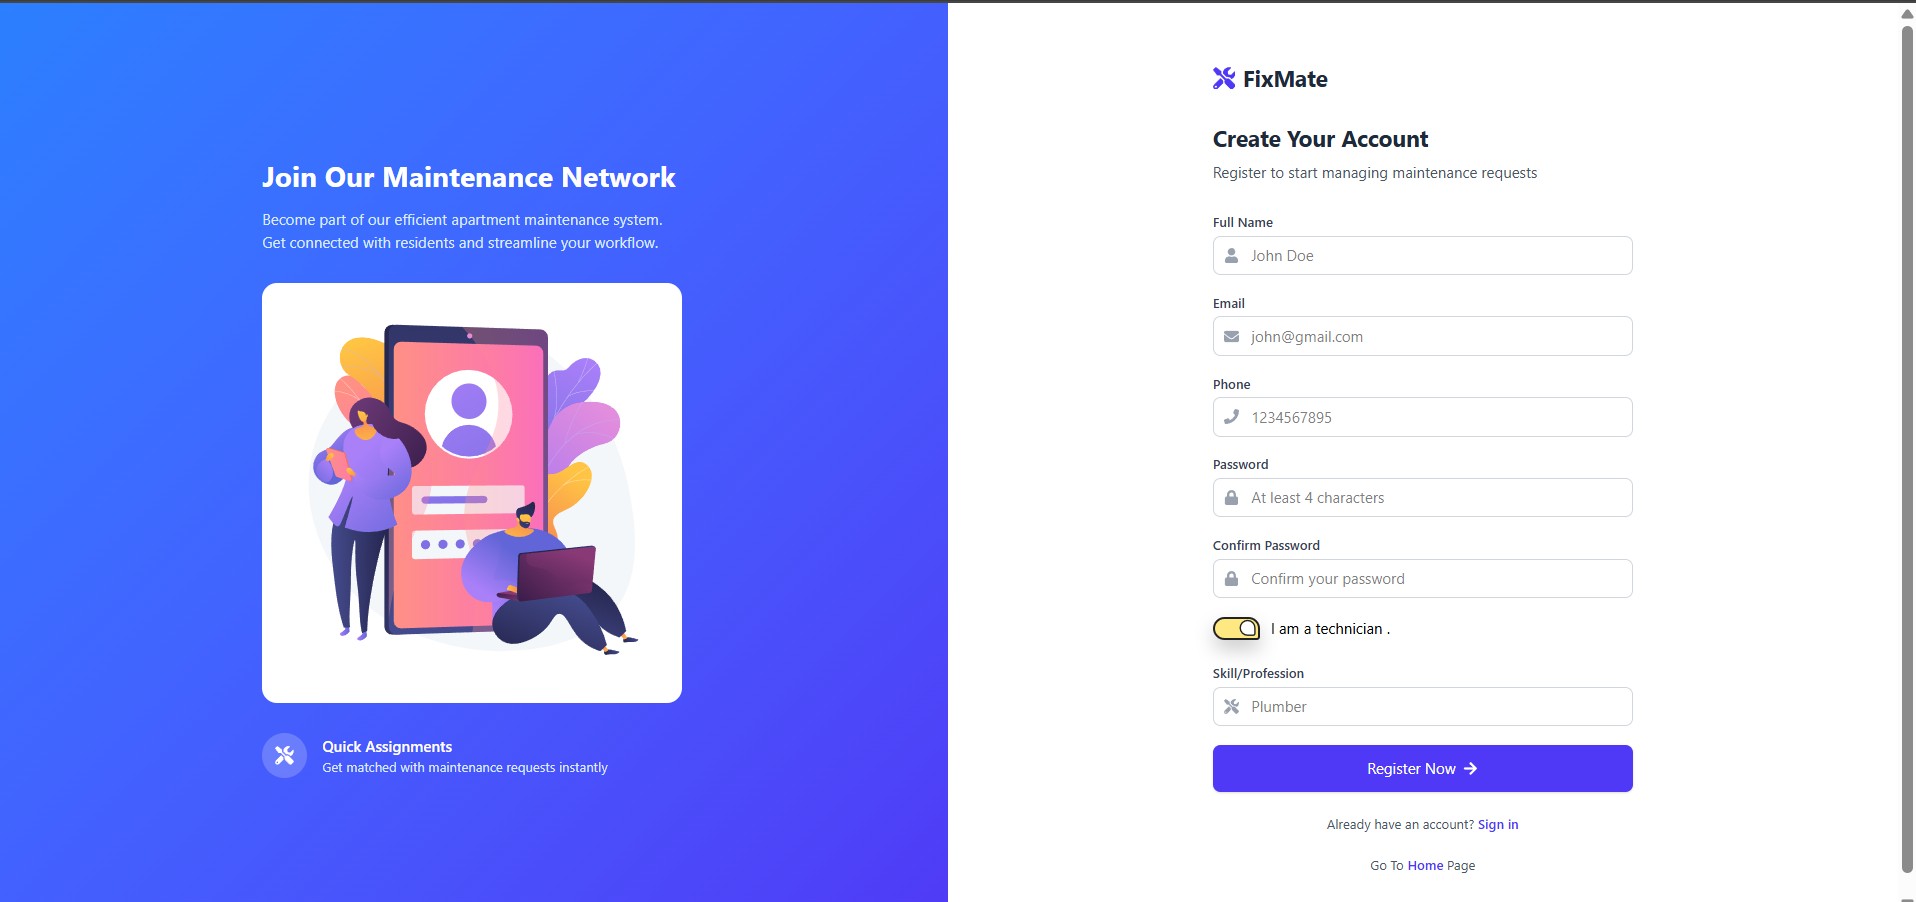 Join Our Maintenance Network
Become part of our efficient apartment maintenance system.
Get connected with residents and streamline your workflow.
Quick Assignments
Get matched with maintenance requests instantly
FixMate
Create Your Account
Register to start managing maintenance requests
Full Name
John Doe
Email
john@gmail.com
Phone
1234567895
Password
At least 4 characters
Confirm Password
Confirm your password
I am a technician .
Skill/Profession
Plumber
Register Now
Already have an account? Sign in
Go To Home Page